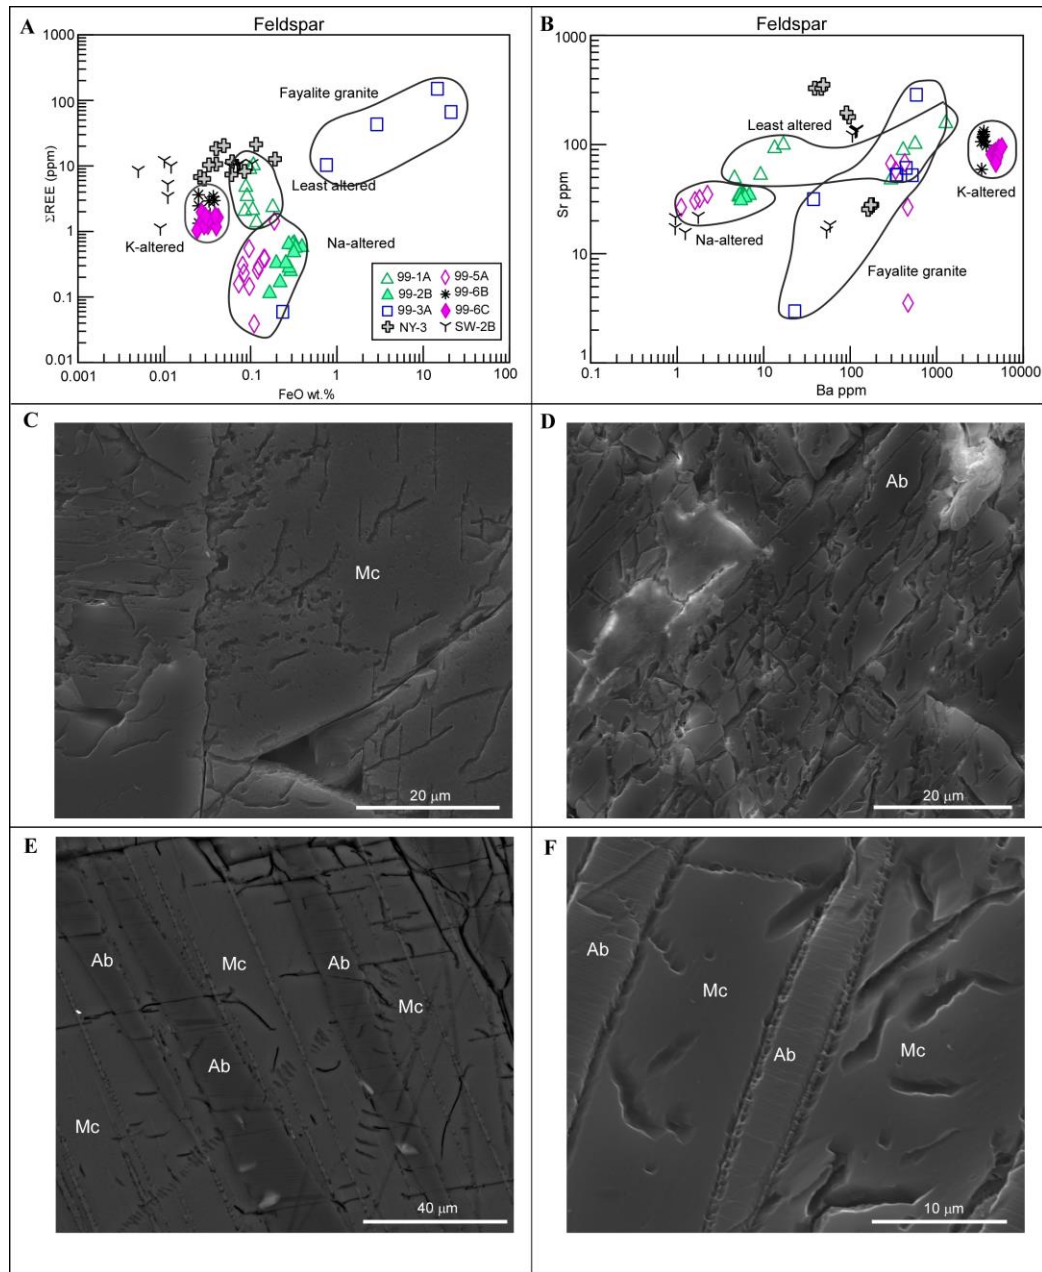 A
Feldspar
1000
100
10
1
0.1
0.01
ΣREE (ppm)
Fayalite granite
Least altered
K-altered
Na-altered
99-1A
99-5A
99-2B
99-6B
99-3A
99-6C
NY-3
SW-2B
0.001
0.01
0.1
1
10
100
FeO wt.%
B
Feldspar
1000
100
10
1
Sr ppm
Least altered
K-altered
Na-altered
Fayalite granite
0.1
1
10
100
1000
10000
Ba ppm
C
Mc
20 μm
D
Ab
20 μm
E
Ab
Mc
Ab
Mc
Ab
Mc
40 μm
F
Ab
Mc
Ab
Mc
10 μm